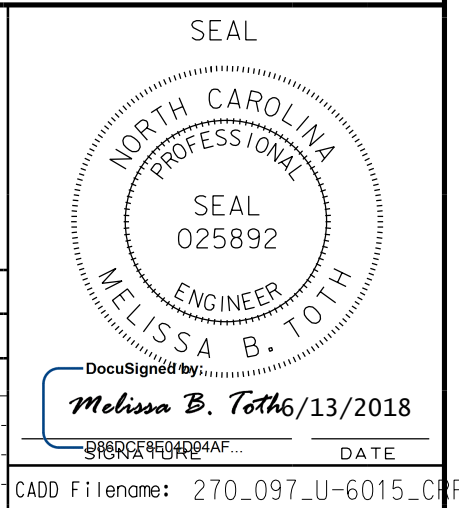 SEAL
NORTH CAROLINA
PROFESSIONAL
SEAL
025892
ENGINEER
MELISSA B. TOTH
DocuSigned by:
Melissa B. Toth 6/13/2018
D86DCF8E04D04AF...
SIGNATURE DATE
CADD Filename: 270_097_U-6015_CRF